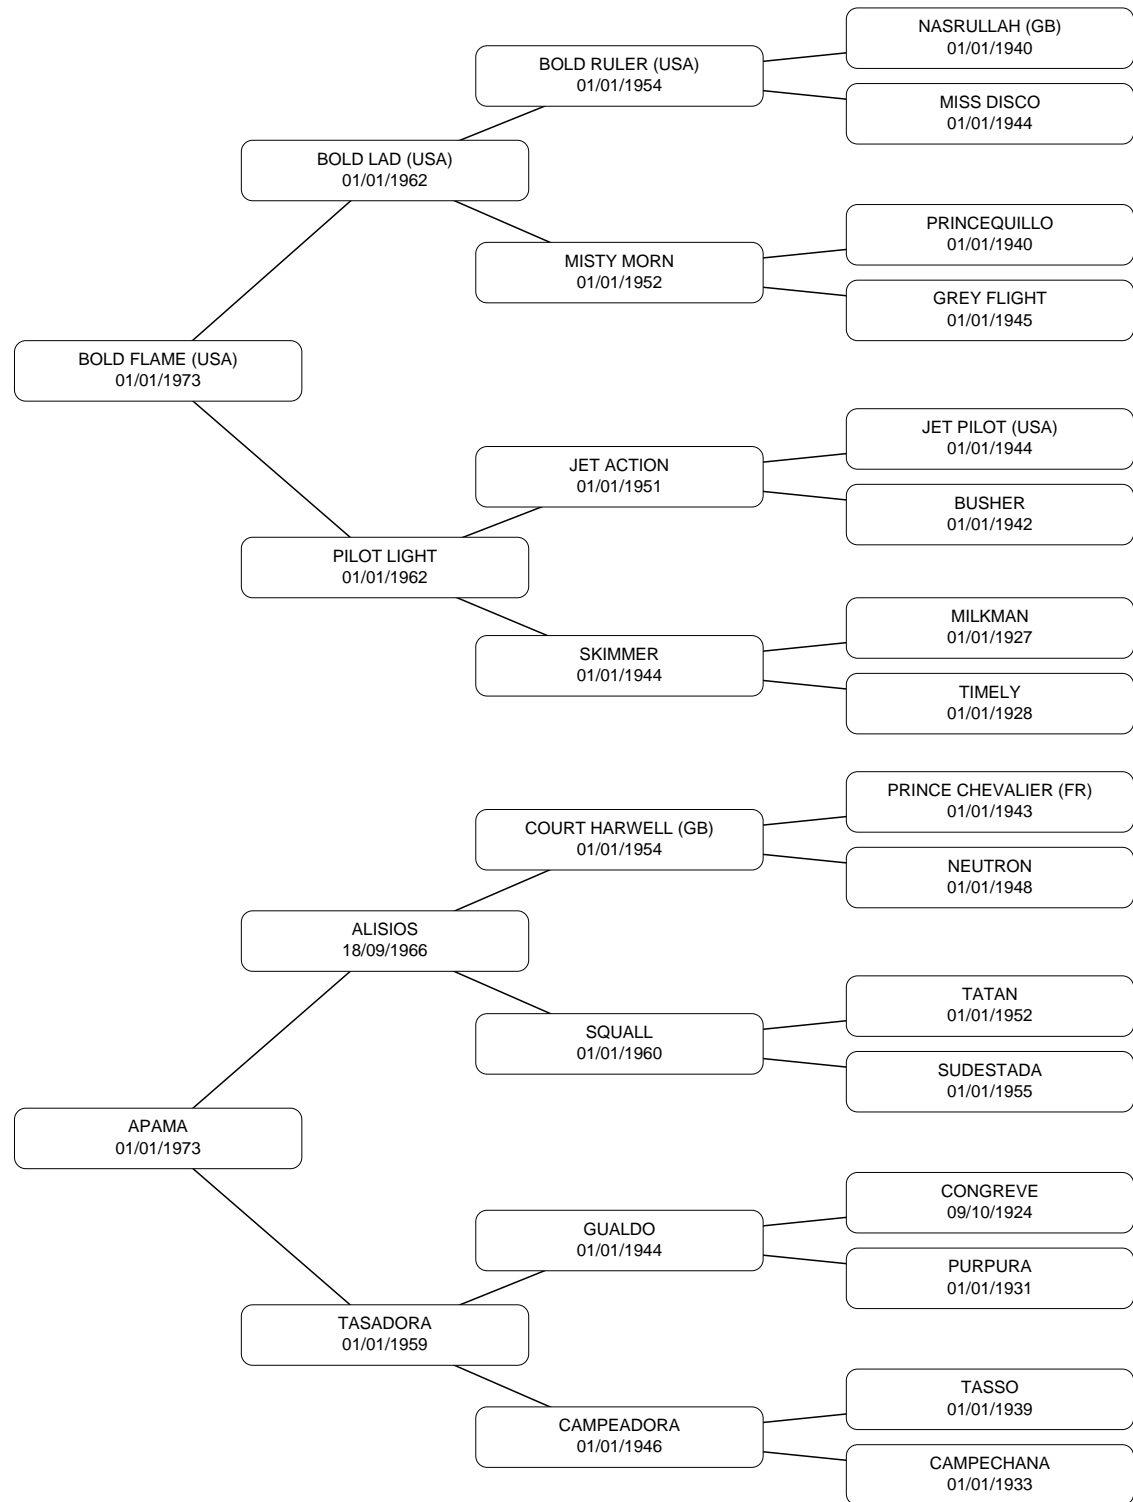 NASRULLAH (GB)
01/01/1940
BOLD RULER (USA)
01/01/1954
MISS DISCO
01/01/1944
BOLD LAD (USA)
01/01/1962
PRINCEQUILLO
01/01/1940
MISTY MORN
01/01/1952
GREY FLIGHT
01/01/1945
BOLD FLAME (USA)
01/01/1973
JET PILOT (USA)
01/01/1944
JET ACTION
01/01/1951
BUSHER
01/01/1942
PILOT LIGHT
01/01/1962
MILKMAN
01/01/1927
SKIMMER
01/01/1944
TIMELY
01/01/1928
PRINCE CHEVALIER (FR)
01/01/1943
COURT HARWELL (GB)
01/01/1954
NEUTRON
01/01/1948
ALISIOS
18/09/1966
TATAN
01/01/1952
SQUALL
01/01/1960
SUDESTADA
01/01/1955
APAMA
01/01/1973
CONGREVE
09/10/1924
GUALDO
01/01/1944
PURPURA
01/01/1931
TASADORA
01/01/1959
TASSO
01/01/1939
CAMPEADORA
01/01/1946
CAMPECHANA
01/01/1933